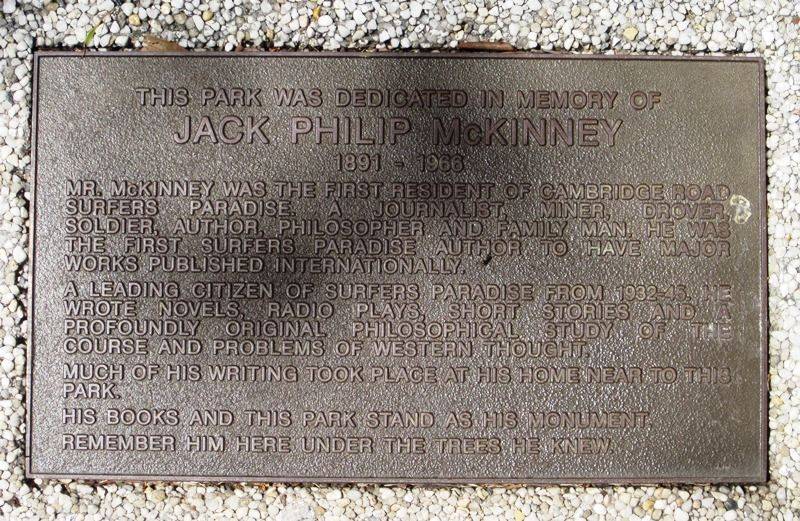 THIS PARK WAS DEDICATED IN MEMORY OF
JACK PHILIP McKINNEY
1891 - 1966
MR. McKINNEY WAS THE FIRST RESIDENT OF CAMBRIDGE ROAD
SURFERS PARADISE. A JOURNALIST, MINER, DROVER,
SOLDIER, AUTHOR, PHILOSOPHER AND FAMILY MAN. HE WAS
THE FIRST SURFERS PARADISE AUTHOR TO HAVE MAJOR
WORKS PUBLISHED INTERNATIONALLY.
A LEADING CITIZEN OF SURFERS PARADISE FROM 1932-45. HE
WROTE NOVELS, RADIO PLAYS, SHORT STORIES AND A
PROFOUNDLY ORIGINAL PHILOSOPHICAL STUDY OF THE
COURSE AND PROBLEMS OF WESTERN THOUGHT.
MUCH OF HIS WRITING TOOK PLACE AT HIS HOME NEAR TO THIS
PARK.
HIS BOOKS AND THIS PARK STAND AS HIS MONUMENT.
REMEMBER HIM HERE UNDER THE TREES HE KNEW.